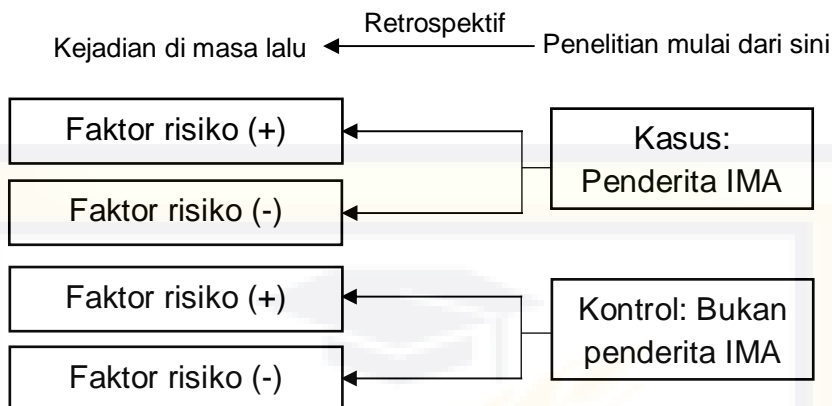 Retrospektif
Kejadian di masa lalu
Penelitian mulai dari sini
Faktor risiko (+)
Faktor risiko (-)
Kasus:
Penderita IMA
Faktor risiko (+)
Faktor risiko (-)
Kontrol: Bukan
penderita IMA